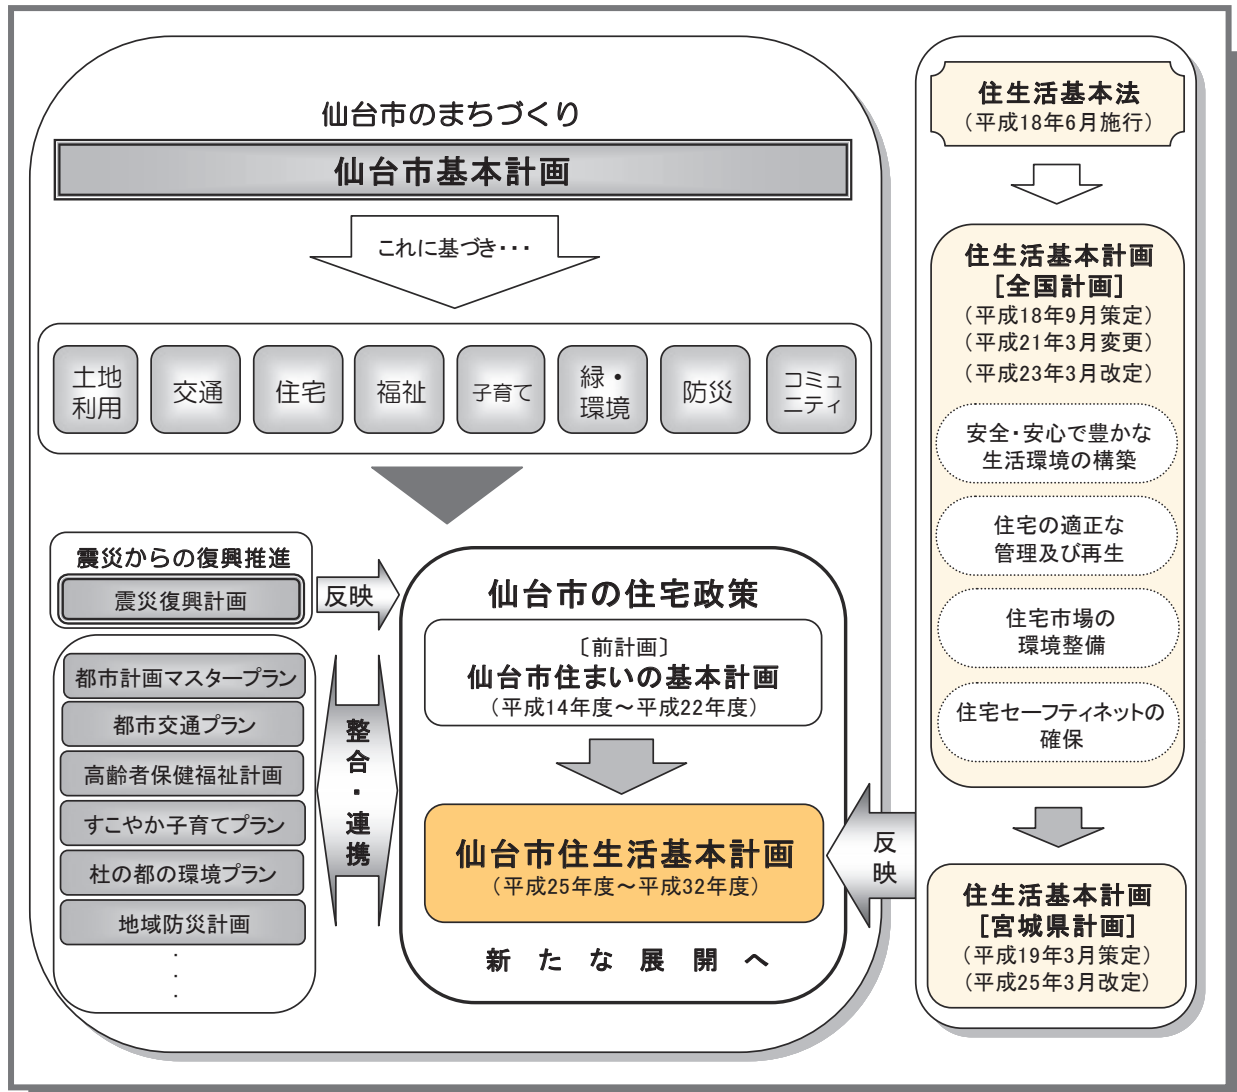 仙台市のまちづくり
仙台市基本計画
これに基づき・・・
土地
利用
交通
住宅
福祉
子育て
緑・
環境
防災
コミュ
ニティ
震災からの復興推進
震災復興計画
反映
都市計画マスタープラン
都市交通プラン
高齢者保健福祉計画
すこやか子育てプラン
杜の都の環境プラン
地域防災計画
・
・
・
整合・連携
仙台市の住宅政策
〔前計画〕
仙台市住まいの基本計画
(平成14年度～平成22年度)
仙台市住生活基本計画
(平成25年度～平成32年度)
新たな展開へ
反映
住生活基本法
(平成18年6月施行)
住生活基本計画
[全国計画]
(平成18年9月策定)
(平成21年3月変更)
(平成23年3月改定)
安全・安心で豊かな
生活環境の構築
住宅の適正な
管理及び再生
住宅市場の
環境整備
住宅セーフティネットの
確保
住生活基本計画
[宮城県計画]
(平成19年3月策定)
(平成25年3月改定)